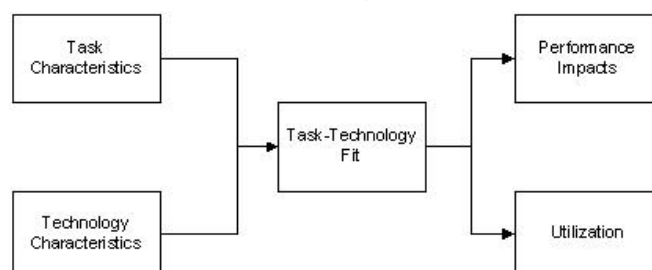 Task
Characteristics
Performance
Impacts
Task-Technology
Fit
Technology
Characteristics
Utilization